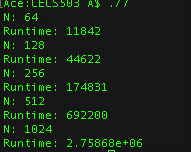 [Ace:CECS503 A$ ./7
N: 64
Runtime: 11842
N: 128
Runtime: 44622
N: 256
Runtime: 174831
N: 512
Runtime: 692200
N: 1024
Runtime: 2.75868e+06